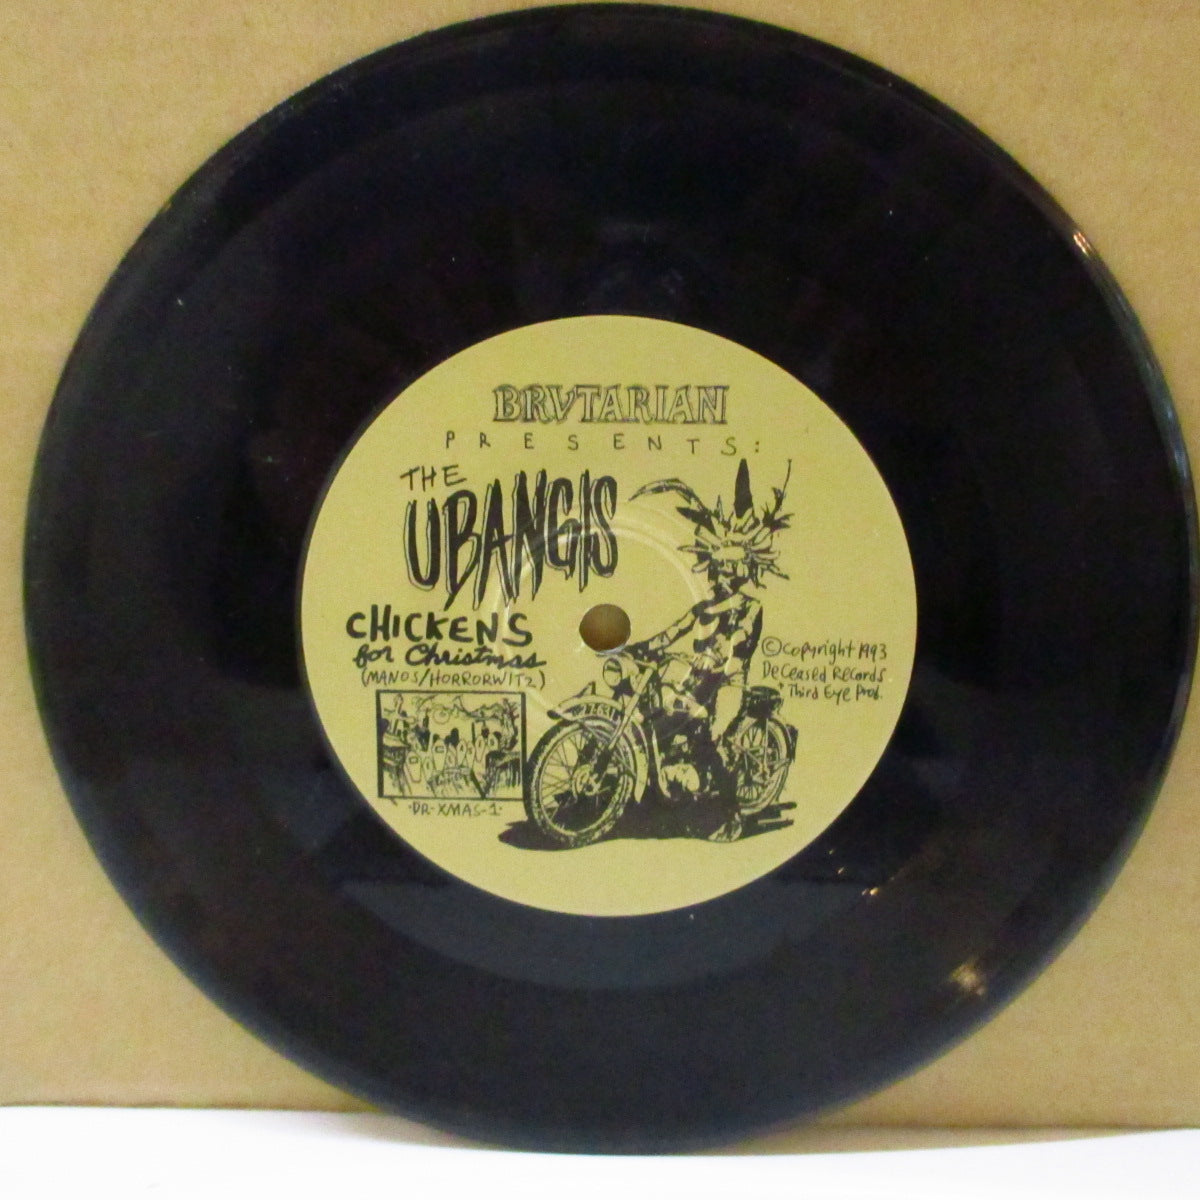 BRVTARIAN
PRESENTS:
THE
UBANGIS
CHICKENS
for Christmas
(MANOS/HORRORWITZ)
©Copyright 1993
DeCeased Records
+ Third Eye Prod.
·DR-XMAS-1·